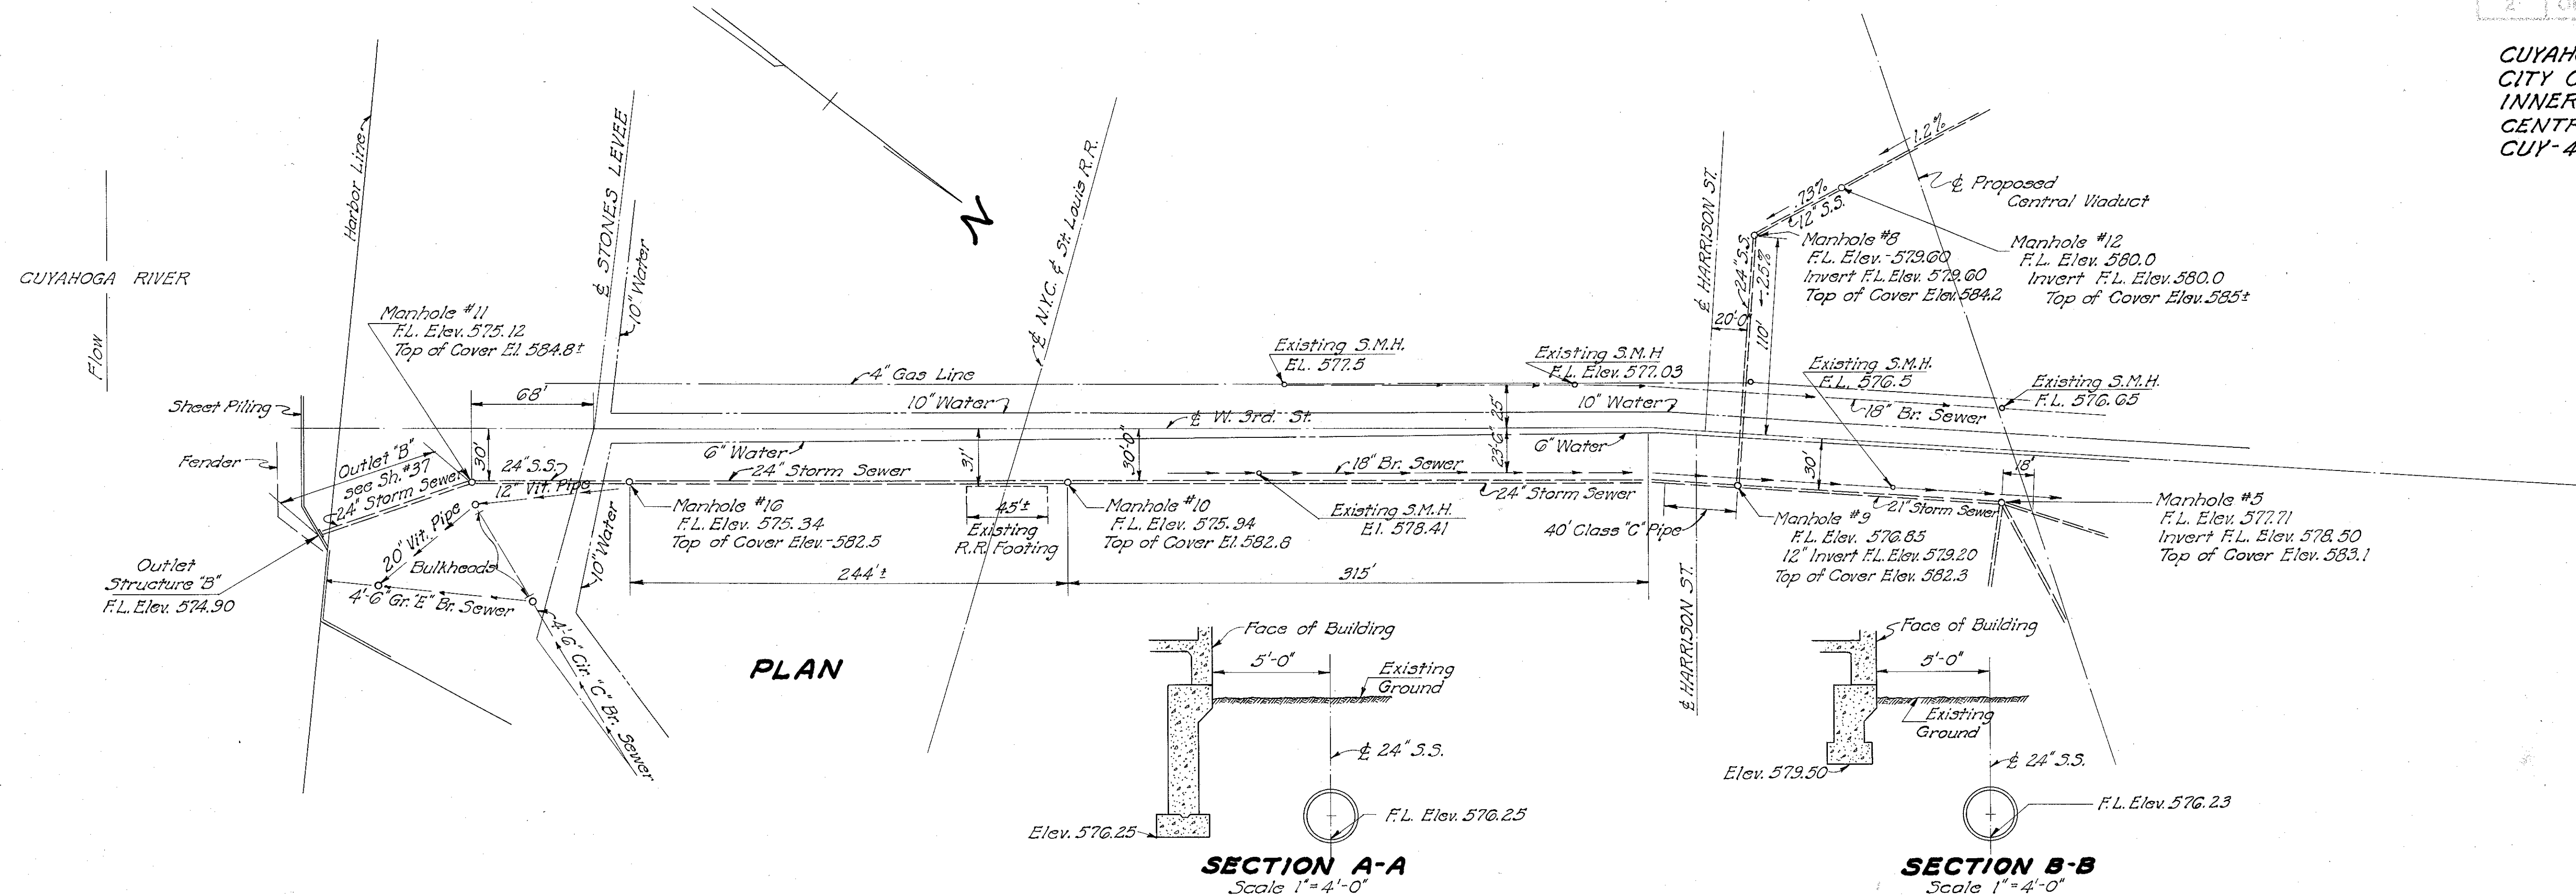 CUYAH
CITY O
INNER
CENTR
CUY-4
CUYAHOGA RIVER
Flow
Harbor Line
Sheet Piling
Fender
Outlet "B"
see Sh. #37
24" Storm Sewer
Outlet
Structure "B"
F.L. Elev. 574.90
Manhole #11
F.L. Elev. 575.12
Top of Cover El. 584.8±
68'
30'
24" S.S.
12" Vit. Pipe
20" Vit. Pipe
Bulkheads
4'-6" Gr. "E" Br. Sewer
4'-6" Cir. "C" Br. Sewer
℄ STONES LEVEE
10" Water
10" Water
N
℄ N.Y.C. & St. Louis R.R.
4" Gas Line
10" Water
℄ W. 3rd. St.
6" Water
24" Storm Sewer
31'
30'-0"
Manhole #16
F.L. Elev. 575.34
Top of Cover Elev.-582.5
45'±
Existing
R.R. Footing
Manhole #10
F.L. Elev. 575.94
Top of Cover El. 582.8
244'±
315'
Existing S.M.H.
EL. 577.5
Existing S.M.H
F.L. Elev. 577.03
10" Water
25'
23'-6"
6" Water
18" Br. Sewer
24" Storm Sewer
Existing S.M.H.
El. 578.41
40' Class "C" Pipe
℄ HARRISON ST.
℄ HARRISON ST.
20'-0"
24" S.S.
.25%
110'
1.2%
.73%
12" S.S.
℄ Proposed
Central Viaduct
Manhole #8
F.L. Elev.-579.60
Invert F.L. Elev. 579.60
Top of Cover Elev. 584.2
Manhole #12
F.L. Elev. 580.0
Invert F.L. Elev. 580.0
Top of Cover Elev. 585±
Existing S.M.H.
F.L. 576.5
Existing S.M.H.
F.L. 576.65
18" Br. Sewer
30'
18'
21" Storm Sewer
Manhole #9
F.L. Elev. 576.85
12" Invert F.L. Elev. 579.20
Top of Cover Elev. 582.3
Manhole #5
F.L. Elev. 577.71
Invert F.L. Elev. 578.50
Top of Cover Elev. 583.1
PLAN
Face of Building
5'-0"
Existing
Ground
℄ 24" S.S.
F.L. Elev. 576.25
Elev. 576.25
SECTION A-A
Scale 1"=4'-0"
Face of Building
5'-0"
Existing
Ground
℄ 24" S.S.
Elev. 579.50
F.L. Elev. 576.23
SECTION B-B
Scale 1"=4'-0"